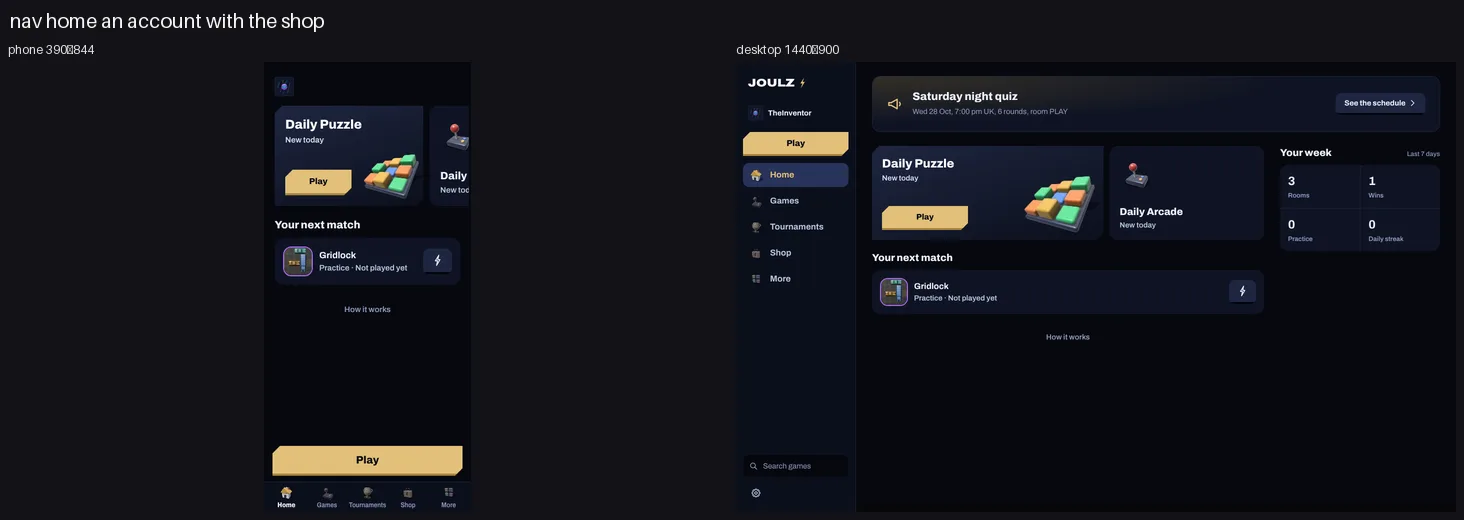 nav home an account with the shop
phone 390 844
desktop 1440 900
Daily Puzzle
New today
Play
Daily
New tod
Your next match
Gridlock
Practice · Not played yet
How it works
Play
Home
Games
Tournaments
Shop
More
JOULZ
TheInventor
Play
Home
Games
Tournaments
Shop
More
Search games
Saturday night quiz
Wed 28 Oct, 7:00 pm UK, 6 rounds, room PLAY
See the schedule
Daily Puzzle
New today
Play
Daily Arcade
New today
Your week
Last 7 days
3
Rooms
1
Wins
0
Practice
0
Daily streak
Your next match
Gridlock
Practice · Not played yet
How it works